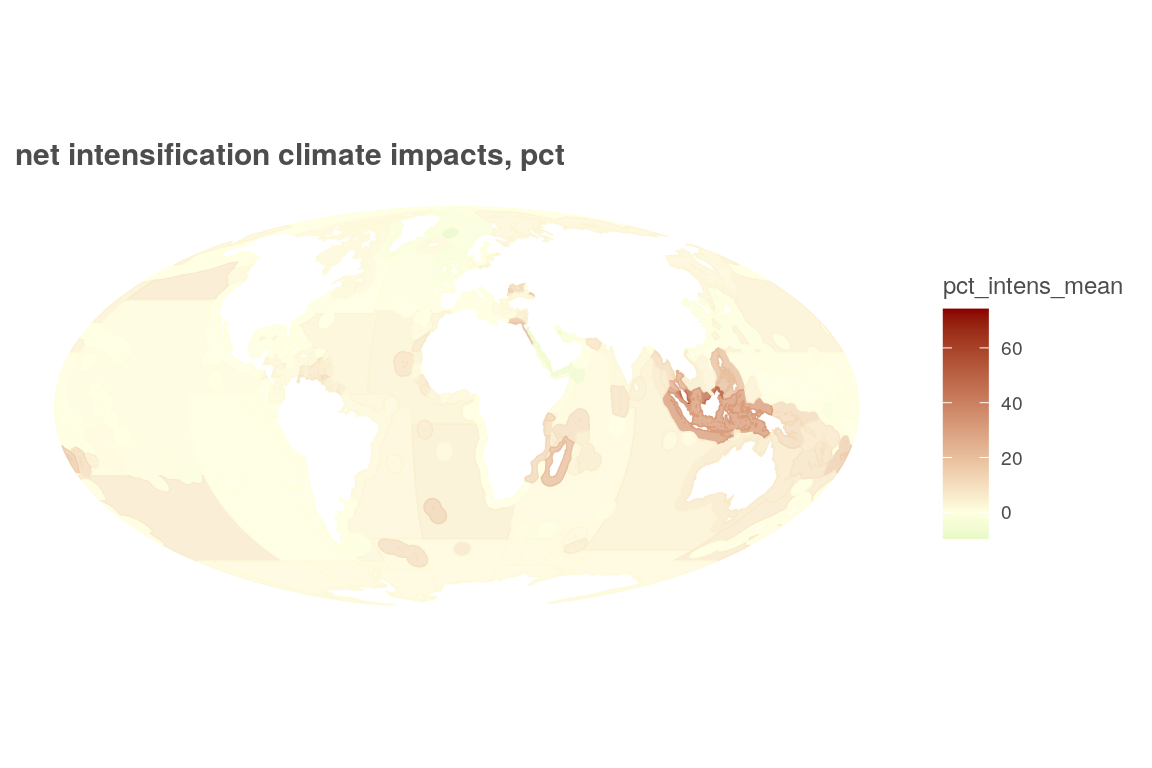 net intensification climate impacts, pct
pct_intens_mean
60
40
20
0